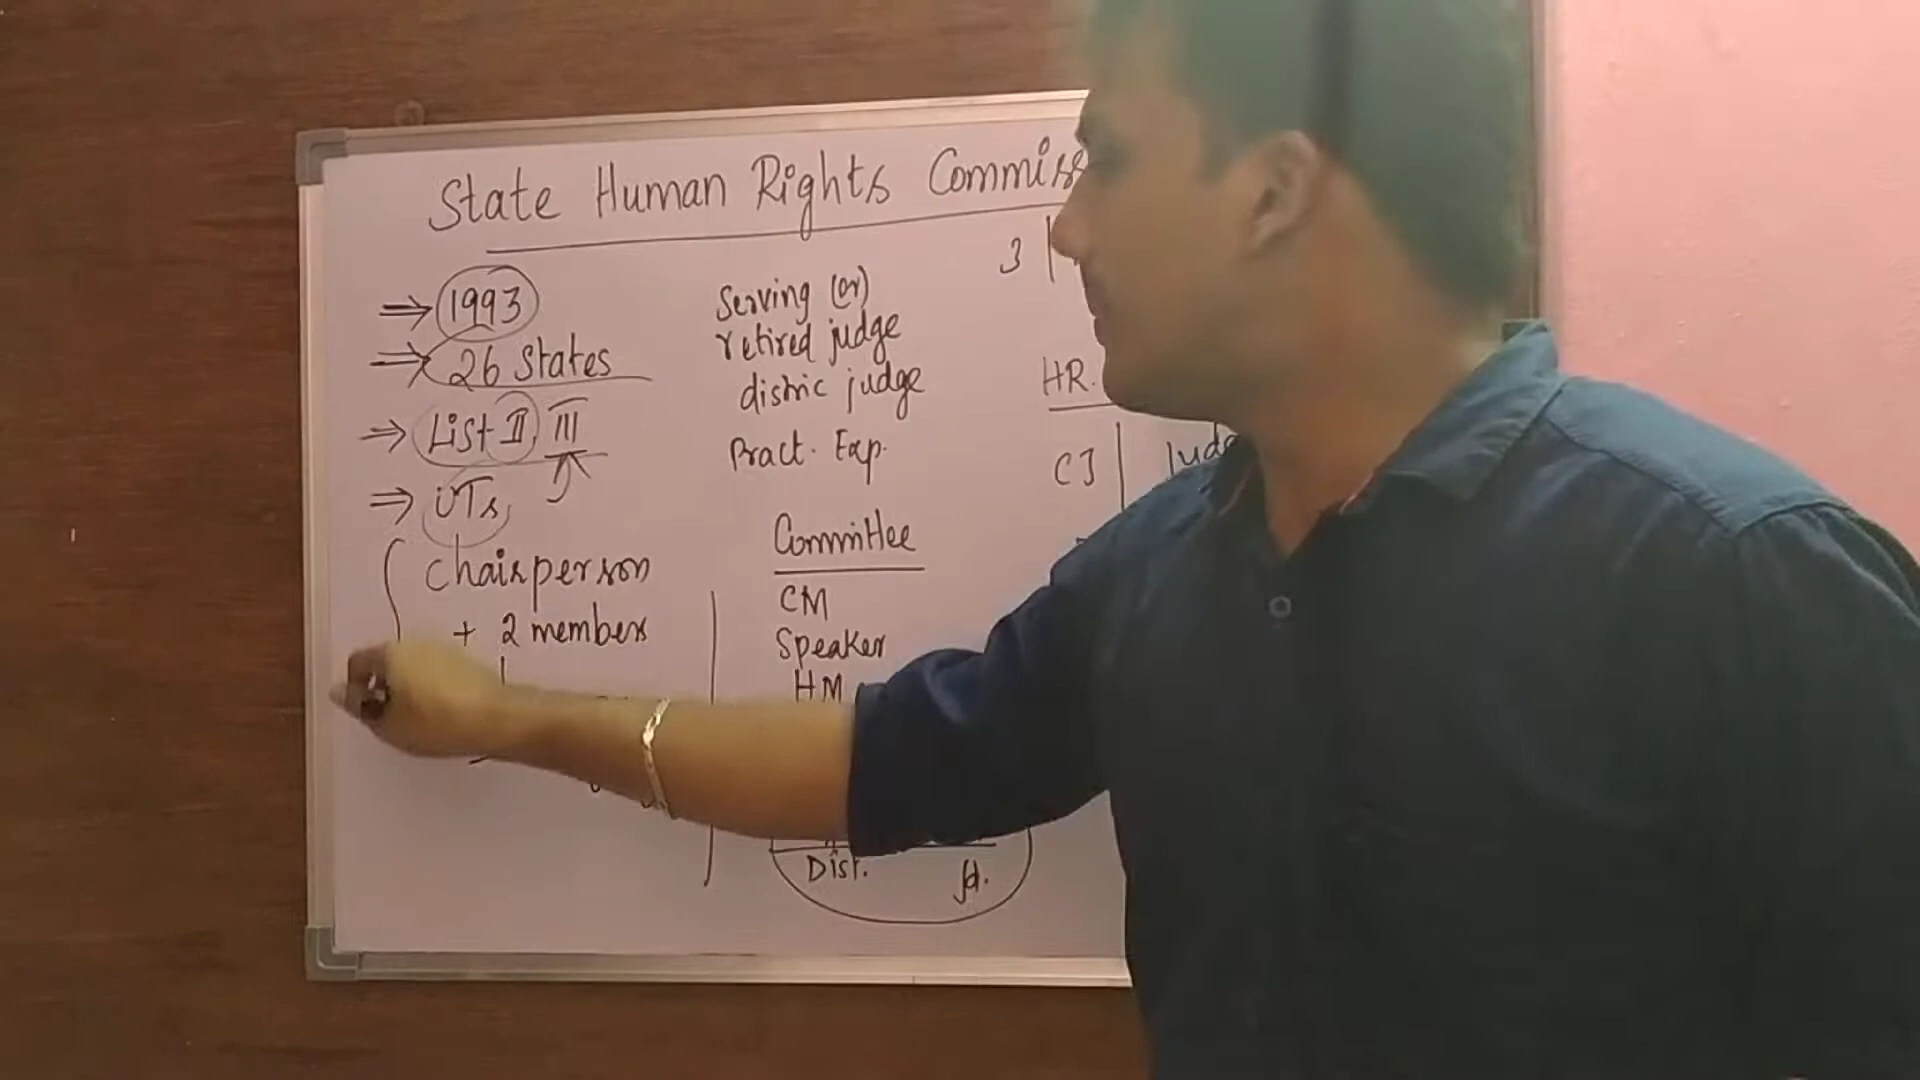 State Human Rights Commiss
⇒ 1993
⇒ 26 States
⇒ List II, III
⇒ UTs
Chairperson
+ 2 members
Serving (or)
retired judge
distric judge
Pract. Exp.
Committee
CM
Speaker
HM
Dist.
3
HR.
CJ
Judg